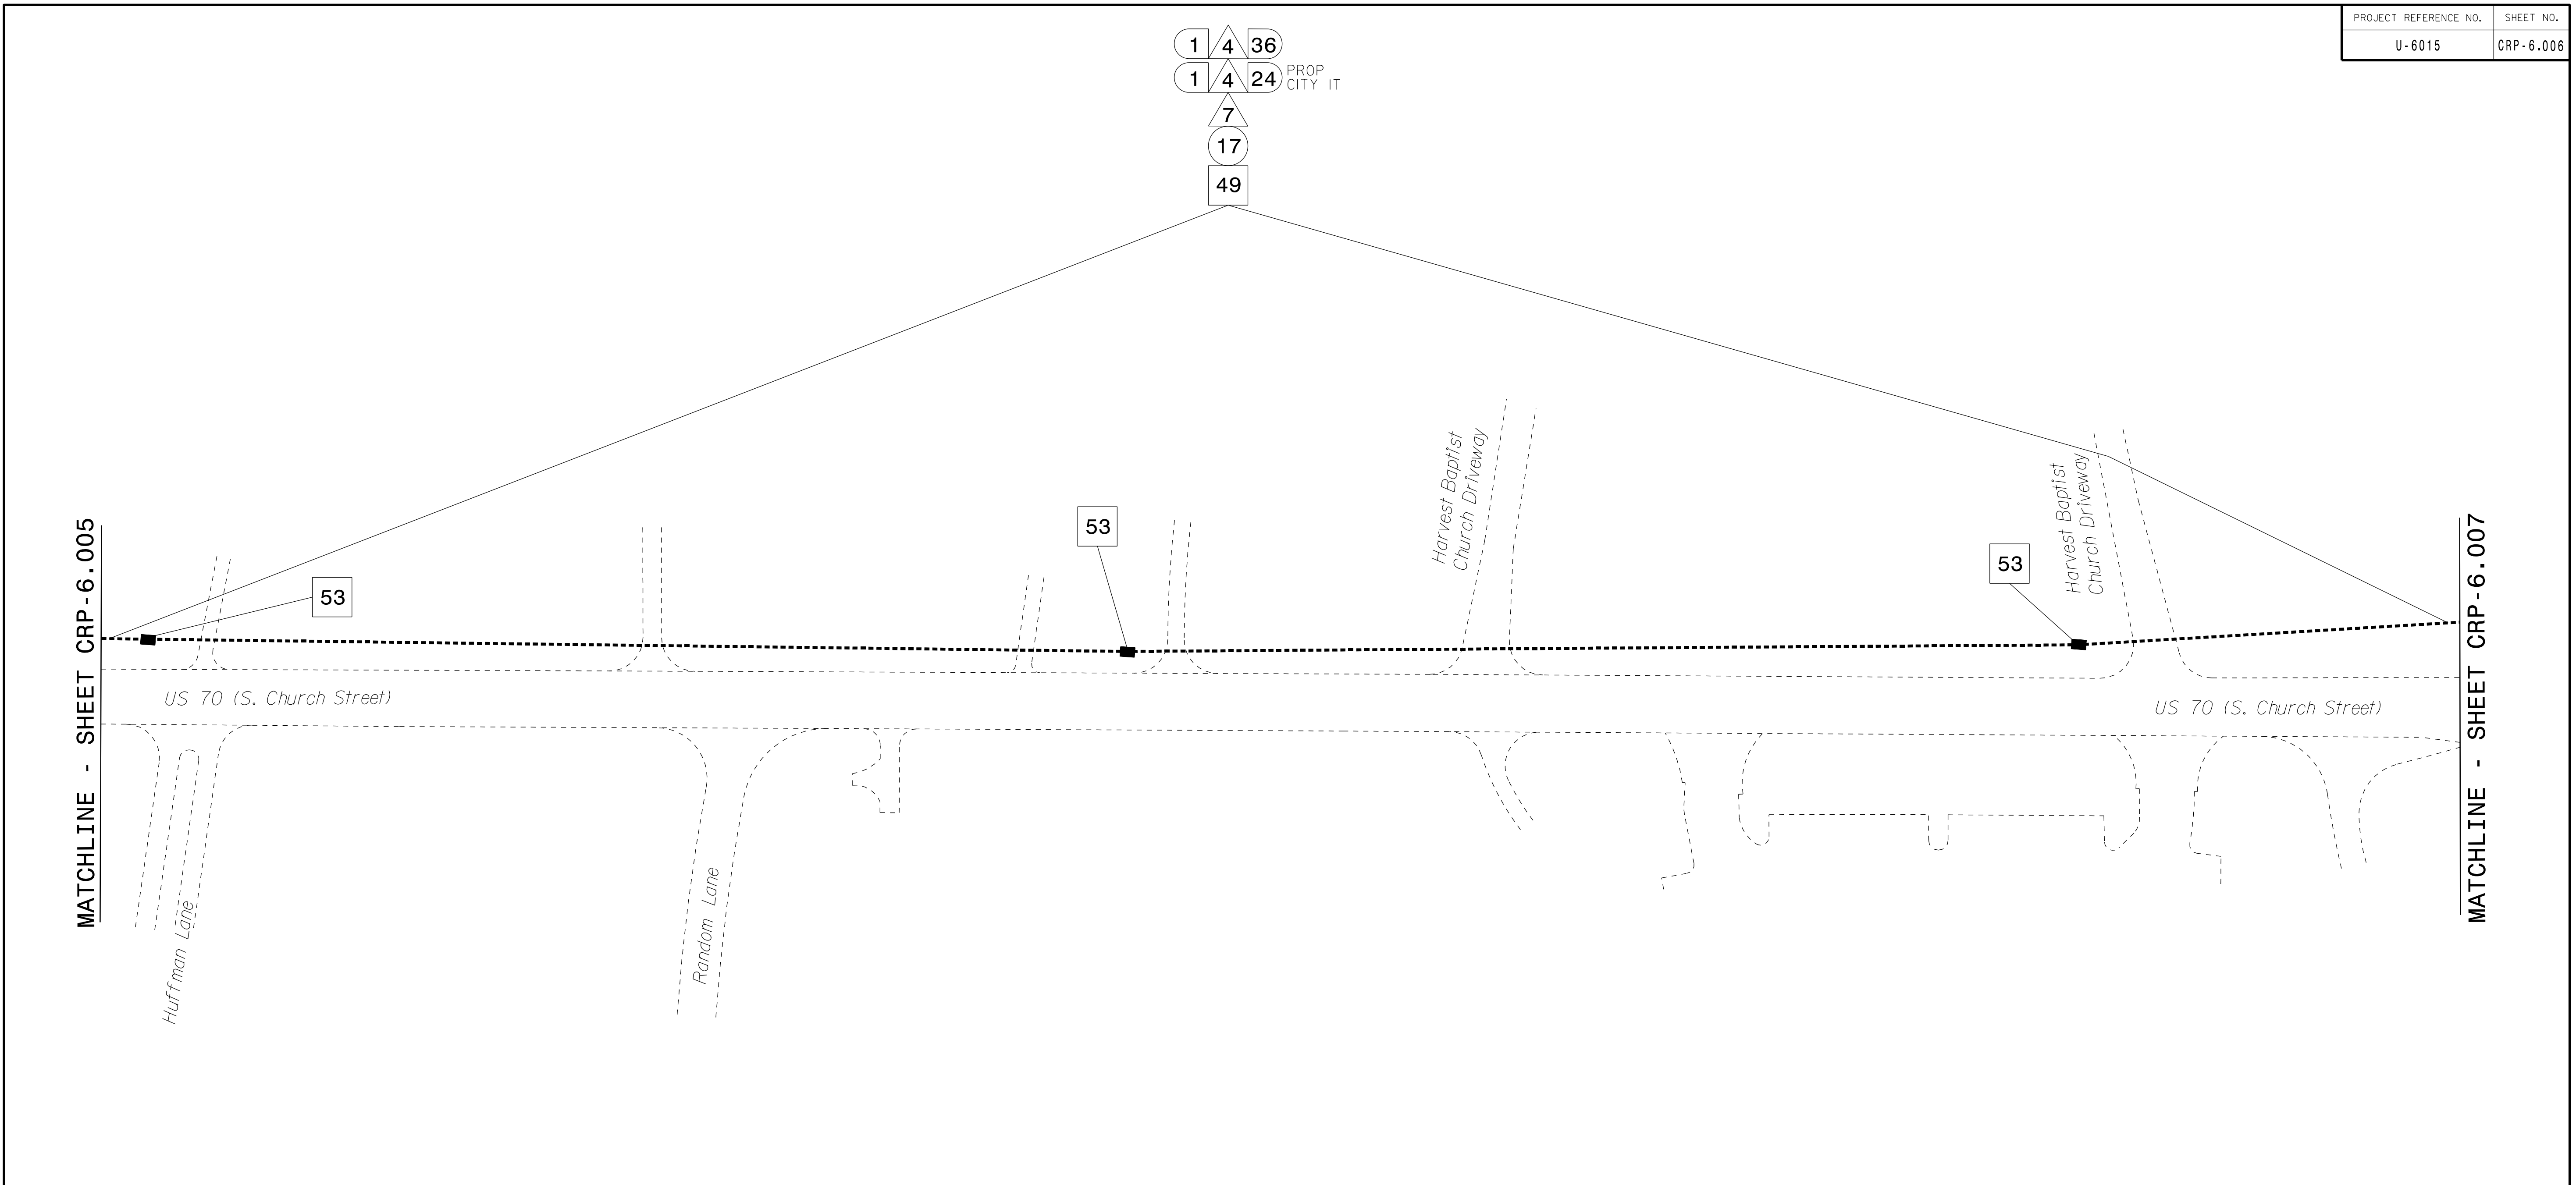 PROJECT REFERENCE NO. SHEET NO.
U-6015 CRP-6.006
1 4 36
1 4 24 PROP
CITY IT
7
17
49
MATCHLINE - SHEET CRP-6.005
53
53
Harvest Baptist
Church Driveway
53
Harvest Baptist
Church Driveway
MATCHLINE - SHEET CRP-6.007
US 70 (S. Church Street)
US 70 (S. Church Street)
Huffman Lane
Random Lane